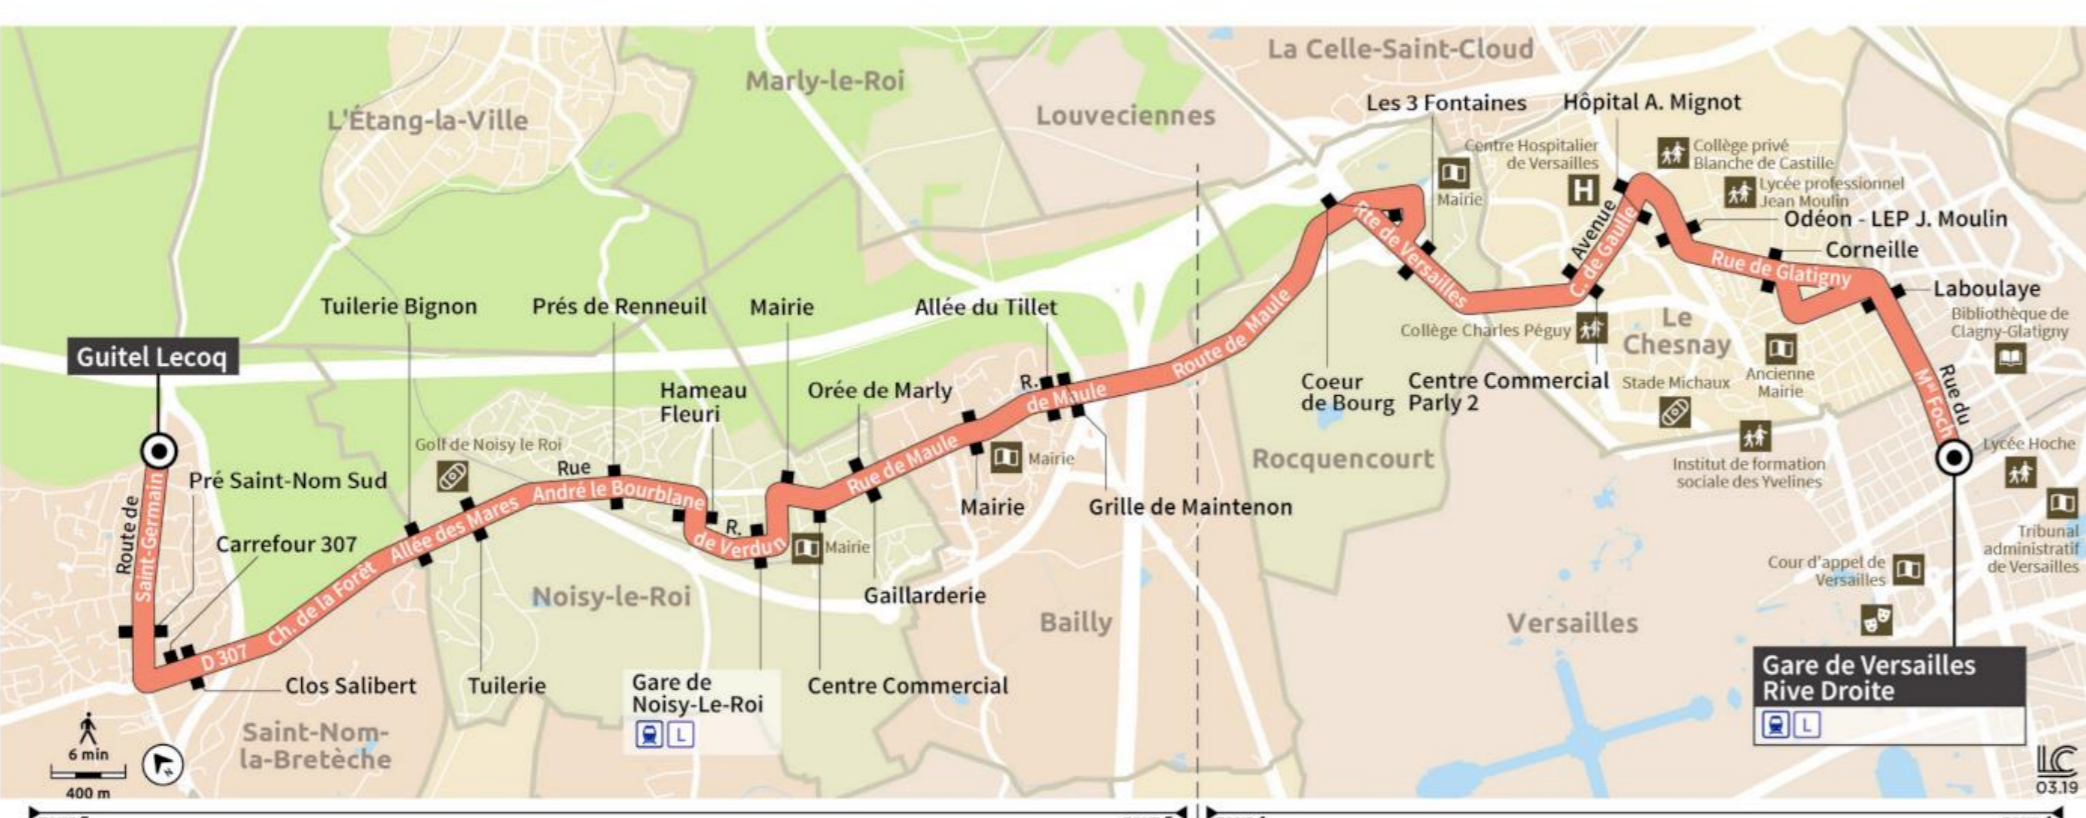 La Celle-Saint-Cloud
Marly-le-Roi
L'Étang-la-Ville
Louveciennes
Les 3 Fontaines
Hôpital A. Mignot
Centre Hospitalier
de Versailles
H
Mairie
Collège privé
Blanche de Castille
Lycée professionnel
Jean Moulin
Odéon - LEP J. Moulin
Corneille
Laboulaye
Bibliothèque de
Clagny-Glatigny
Rte de Versailles
Avenue
C. de Gaulle
Rue de Glatigny
Tuilerie Bignon
Prés de Renneuil
Mairie
Allée du Tillet
Route de Maule
Collège Charles Péguy
Le
Chesnay
Guitel Lecoq
Hameau
Fleuri
Orée de Marly
R.
de Maule
Coeur
de Bourg
Centre Commercial
Parly 2
Stade Michaux
Ancienne
Mairie
Rue du
Mal Foch
Golf de Noisy le Roi
Rue
André le Bourblanc
Rue de Maule
Mairie
Rocquencourt
Institut de formation
sociale des Yvelines
Lycée Hoche
Pré Saint-Nom Sud
Route de
Saint-Germain
Allée des Mares
Mairie
Grille de Maintenon
Carrefour 307
R.
de Verdun
Mairie
Tribunal
administratif
de Versailles
Cour d'appel de
Versailles
Ch. de la Forêt
Noisy-le-Roi
Gaillarderie
Bailly
Versailles
D 307
Clos Salibert
Tuilerie
Gare de
Noisy-Le-Roi
L
Centre Commercial
Gare de Versailles
Rive Droite
L
Saint-Nom-
la-Bretèche
6 min
400 m
LC
03.19